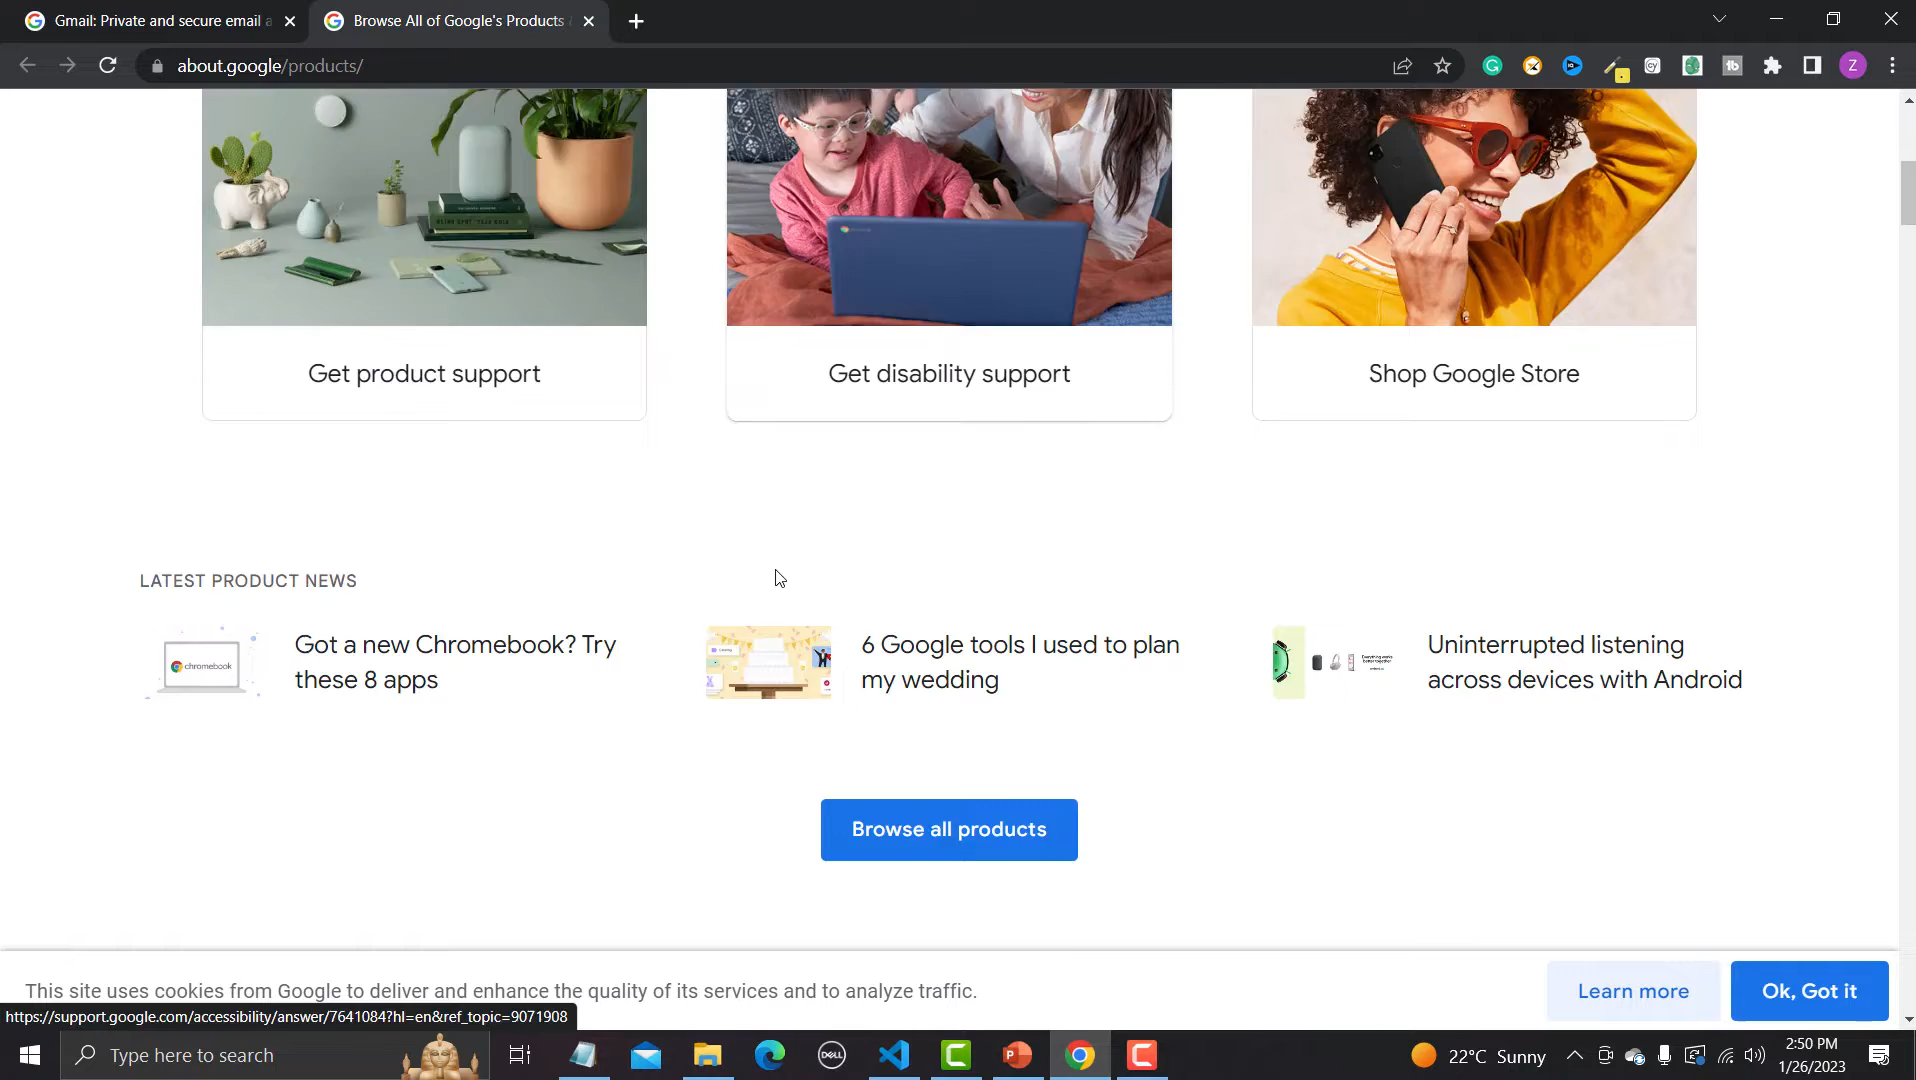 Gmail: Private and secure email a
Browse All of Google's Products
about.google/products/
Z
Get product support
Get disability support
Shop Google Store
LATEST PRODUCT NEWS
chromebook
Got a new Chromebook? Try
these 8 apps
6 Google tools I used to plan
my wedding
Uninterrupted listening
across devices with Android
Browse all products
This site uses cookies from Google to deliver and enhance the quality of its services and to analyze traffic.
Learn more
Ok, Got it
https://support.google.com/accessibility/answer/7641084?hl=en&ref_topic=9071908
Type here to search
DELL
22°C Sunny
2:50 PM
1/26/2023